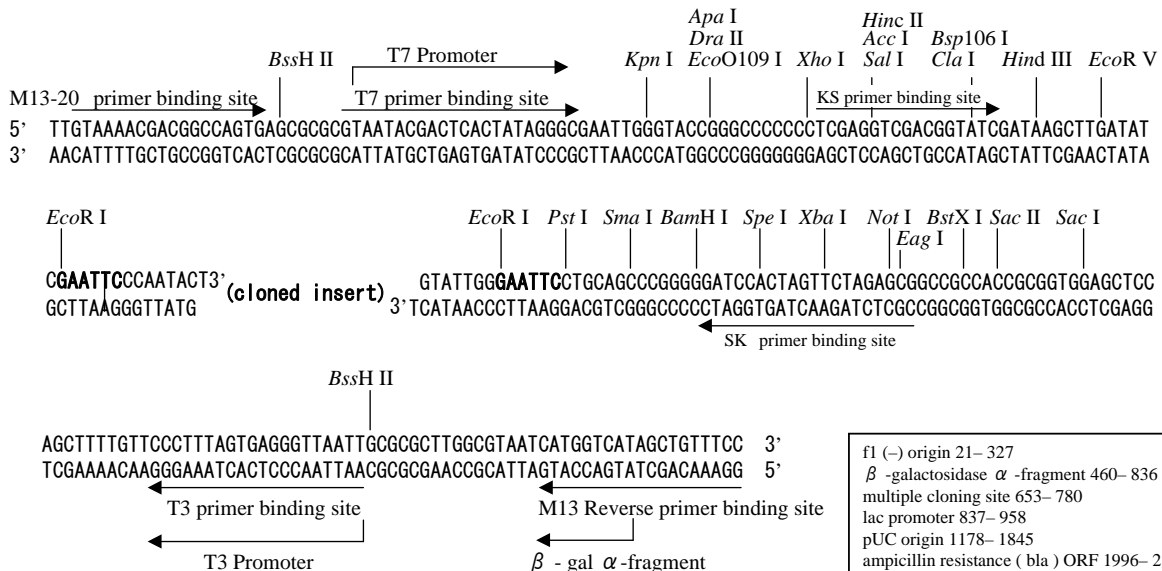 Apa I
Hinc II
Dra II
Acc I
Bsp106 I
BssH II
T7 Promoter
Kpn I
EcoO109 I
Xho I
Sal I
Cla I
Hind III
EcoR V
M13-20 primer binding site
T7 primer binding site
KS primer binding site
5’ TTGTAAAACGACGGCCAGTGAGCGCGCGTAATACGACTCACTATAGGGCGAATTGGGTACCGGGCCCCCCCTCGAGGTCGACGGTATCGATAAGCTTGATAT
3’ AACATTTTGCTGCCGGTCACTCGCGCGCATTATGCTGAGTGATATCCCGCTTAACCCATGGCCCGGGGGGGAGCTCCAGCTGCCATAGCTATTCGAACTATA
EcoR I
EcoR I
Pst I
Sma I
BamH I
Spe I
Xba I
Not I
BstX I
Sac II
Sac I
Eag I
CGAATTCCCAATACT3’
GTATTGGGAATTCCTGCAGCCCGGGGGATCCACTAGTTCTAGAGCGGCCGCCACCGCGGTGGAGCTCC
(cloned insert)
GCTTAAGGGTTATG
3’TCATAACCCTTAAGGACGTCGGGCCCCCTAGGTGATCAAGATCTCGCCGGCGGTGGCGCCACCTCGAGG
SK primer binding site
BssH II
AGCTTTTGTTCCCTTTAGTGAGGGTTAATTGCGCGCTTGGCGTAATCATGGTCATAGCTGTTTCC 3’
TCGAAAACAAGGGAAATCACTCCCAATTAACGCGCGAACCGCATTAGTACCAGTATCGACAAAGG 5’
T3 primer binding site
M13 Reverse primer binding site
T3 Promoter
β - gal α-fragment
f1 (−) origin 21– 327
β -galactosidase α -fragment 460– 836
multiple cloning site 653– 780
lac promoter 837– 958
pUC origin 1178– 1845
ampicillin resistance ( bla ) ORF 1996– 2